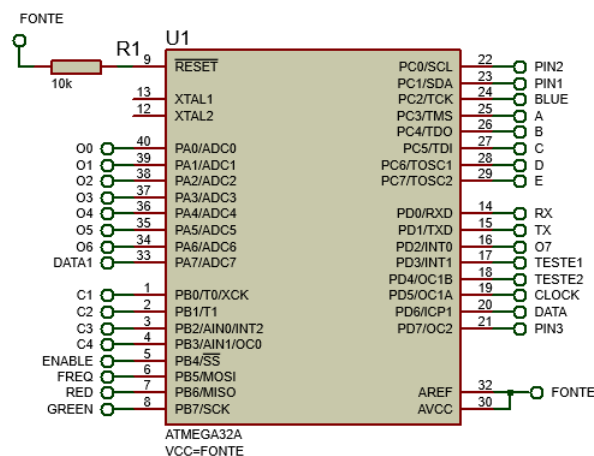 FONTE
R1
10k
U1
9 RESET
13 XTAL1
12 XTAL2
O0 40 PA0/ADC0
O1 39 PA1/ADC1
O2 38 PA2/ADC2
O3 37 PA3/ADC3
O4 36 PA4/ADC4
O5 35 PA5/ADC5
O6 34 PA6/ADC6
DATA1 33 PA7/ADC7
C1 1 PB0/T0/XCK
C2 2 PB1/T1
C3 3 PB2/AIN0/INT2
C4 4 PB3/AIN1/OC0
ENABLE 5 PB4/SS
FREQ 6 PB5/MOSI
RED 7 PB6/MISO
GREEN 8 PB7/SCK
PC0/SCL 22 PIN2
PC1/SDA 23 PIN1
PC2/TCK 24 BLUE
PC3/TMS 25 A
PC4/TDO 26 B
PC5/TDI 27 C
PC6/TOSC1 28 D
PC7/TOSC2 29 E
PD0/RXD 14 RX
PD1/TXD 15 TX
PD2/INT0 16 O7
PD3/INT1 17 TESTE1
PD4/OC1B 18 TESTE2
PD5/OC1A 19 CLOCK
PD6/ICP1 20 DATA
PD7/OC2 21 PIN3
AREF 32 FONTE
AVCC 30
ATMEGA32A
VCC=FONTE